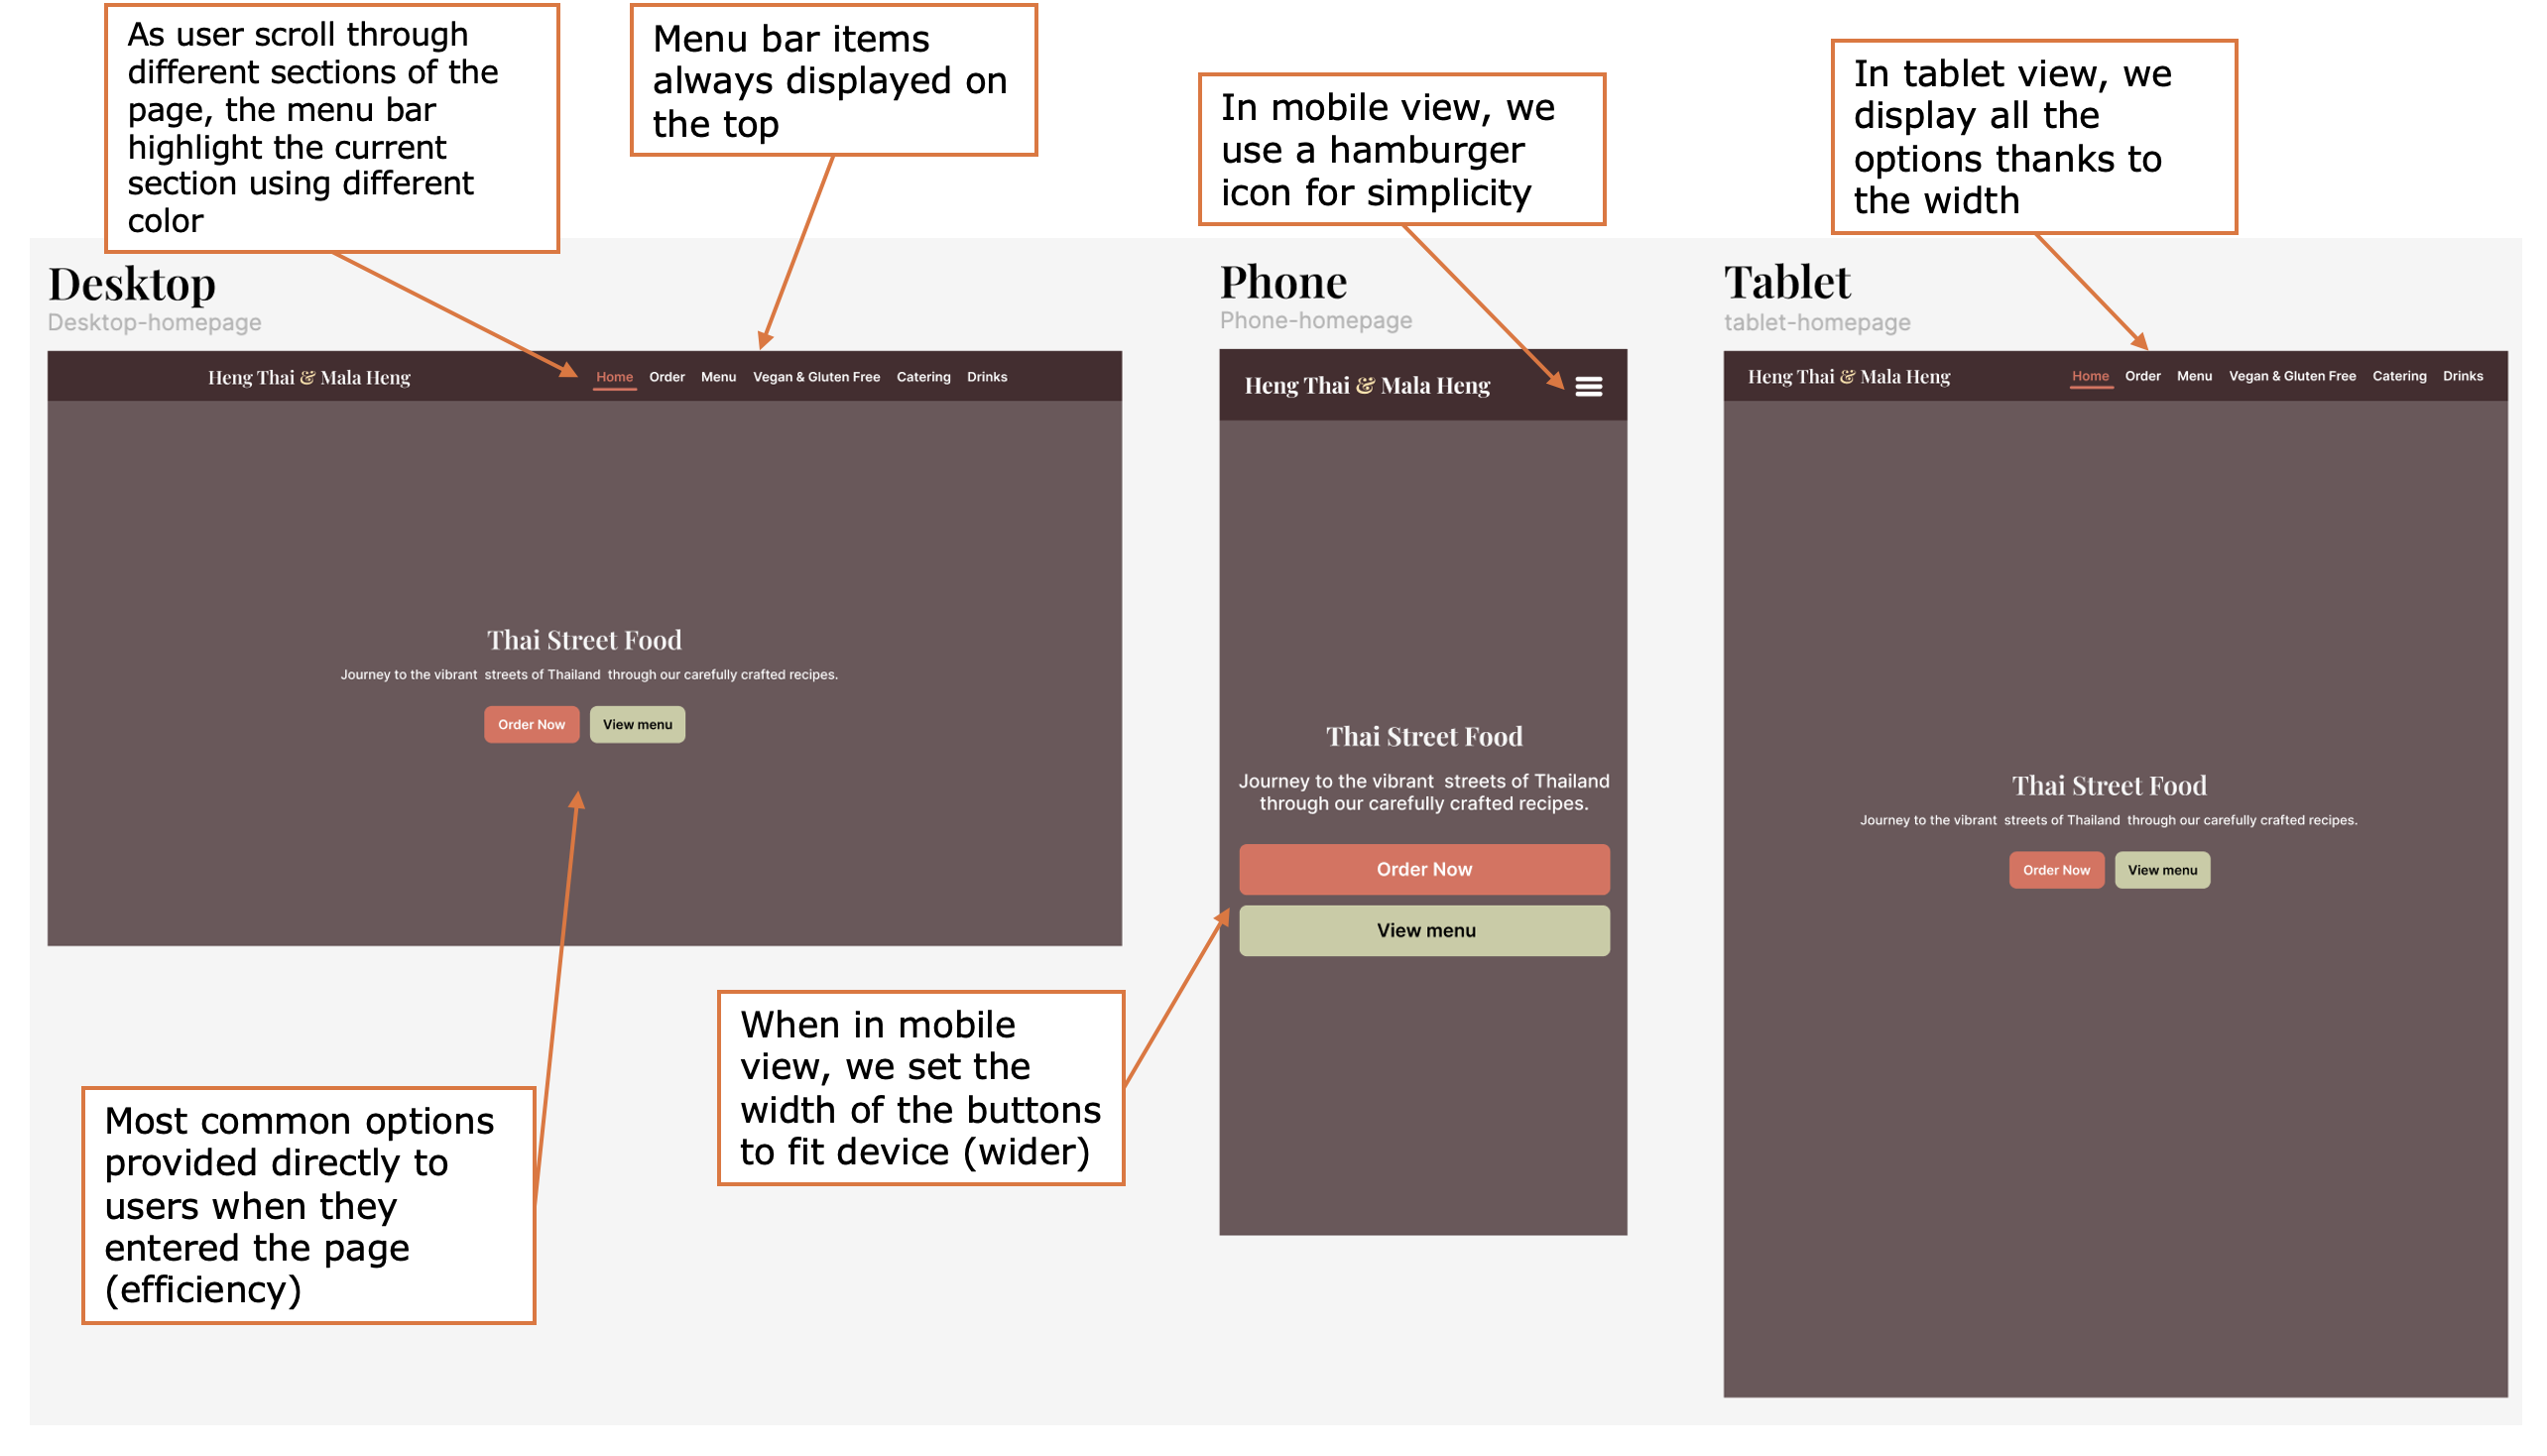 As user scroll through
different sections of the
page, the menu bar
highlight the current
section using different
color
Menu bar items
always displayed on
the top
In mobile view, we
use a hamburger
icon for simplicity
In tablet view, we
display all the
options thanks to
the width
Desktop
Desktop-homepage
Heng Thai & Mala Heng
Home Order Menu Vegan & Gluten Free Catering Drinks
Thai Street Food
Journey to the vibrant streets of Thailand through our carefully crafted recipes.
Order Now View menu
Most common options
provided directly to
users when they
entered the page
(efficiency)
Phone
Phone-homepage
Heng Thai & Mala Heng
Thai Street Food
Journey to the vibrant streets of Thailand
through our carefully crafted recipes.
Order Now
View menu
When in mobile
view, we set the
width of the buttons
to fit device (wider)
Tablet
tablet-homepage
Heng Thai & Mala Heng
Home Order Menu Vegan & Gluten Free Catering Drinks
Thai Street Food
Journey to the vibrant streets of Thailand through our carefully crafted recipes.
Order Now View menu